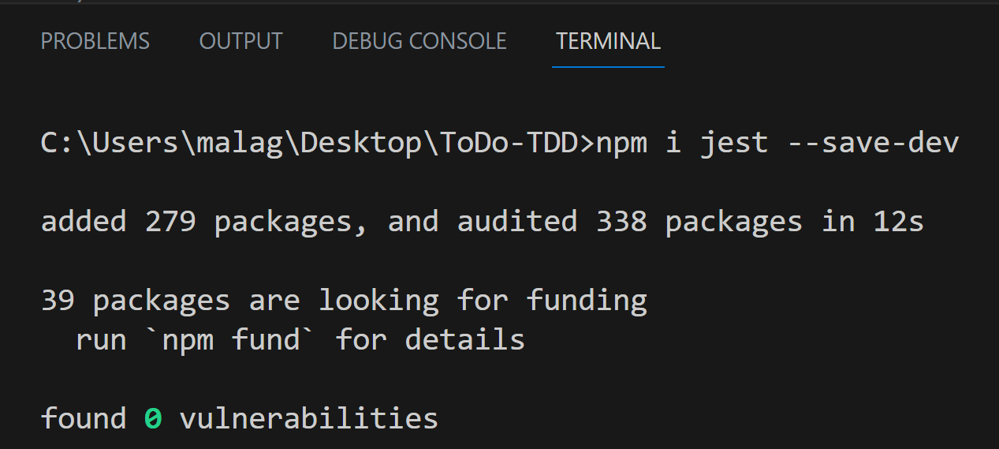 PROBLEMS OUTPUT DEBUG CONSOLE TERMINAL
C:\Users\malag\Desktop\ToDo-TDD>npm i jest --save-dev
added 279 packages, and audited 338 packages in 12s
39 packages are looking for funding
  run `npm fund` for details
found 0 vulnerabilities